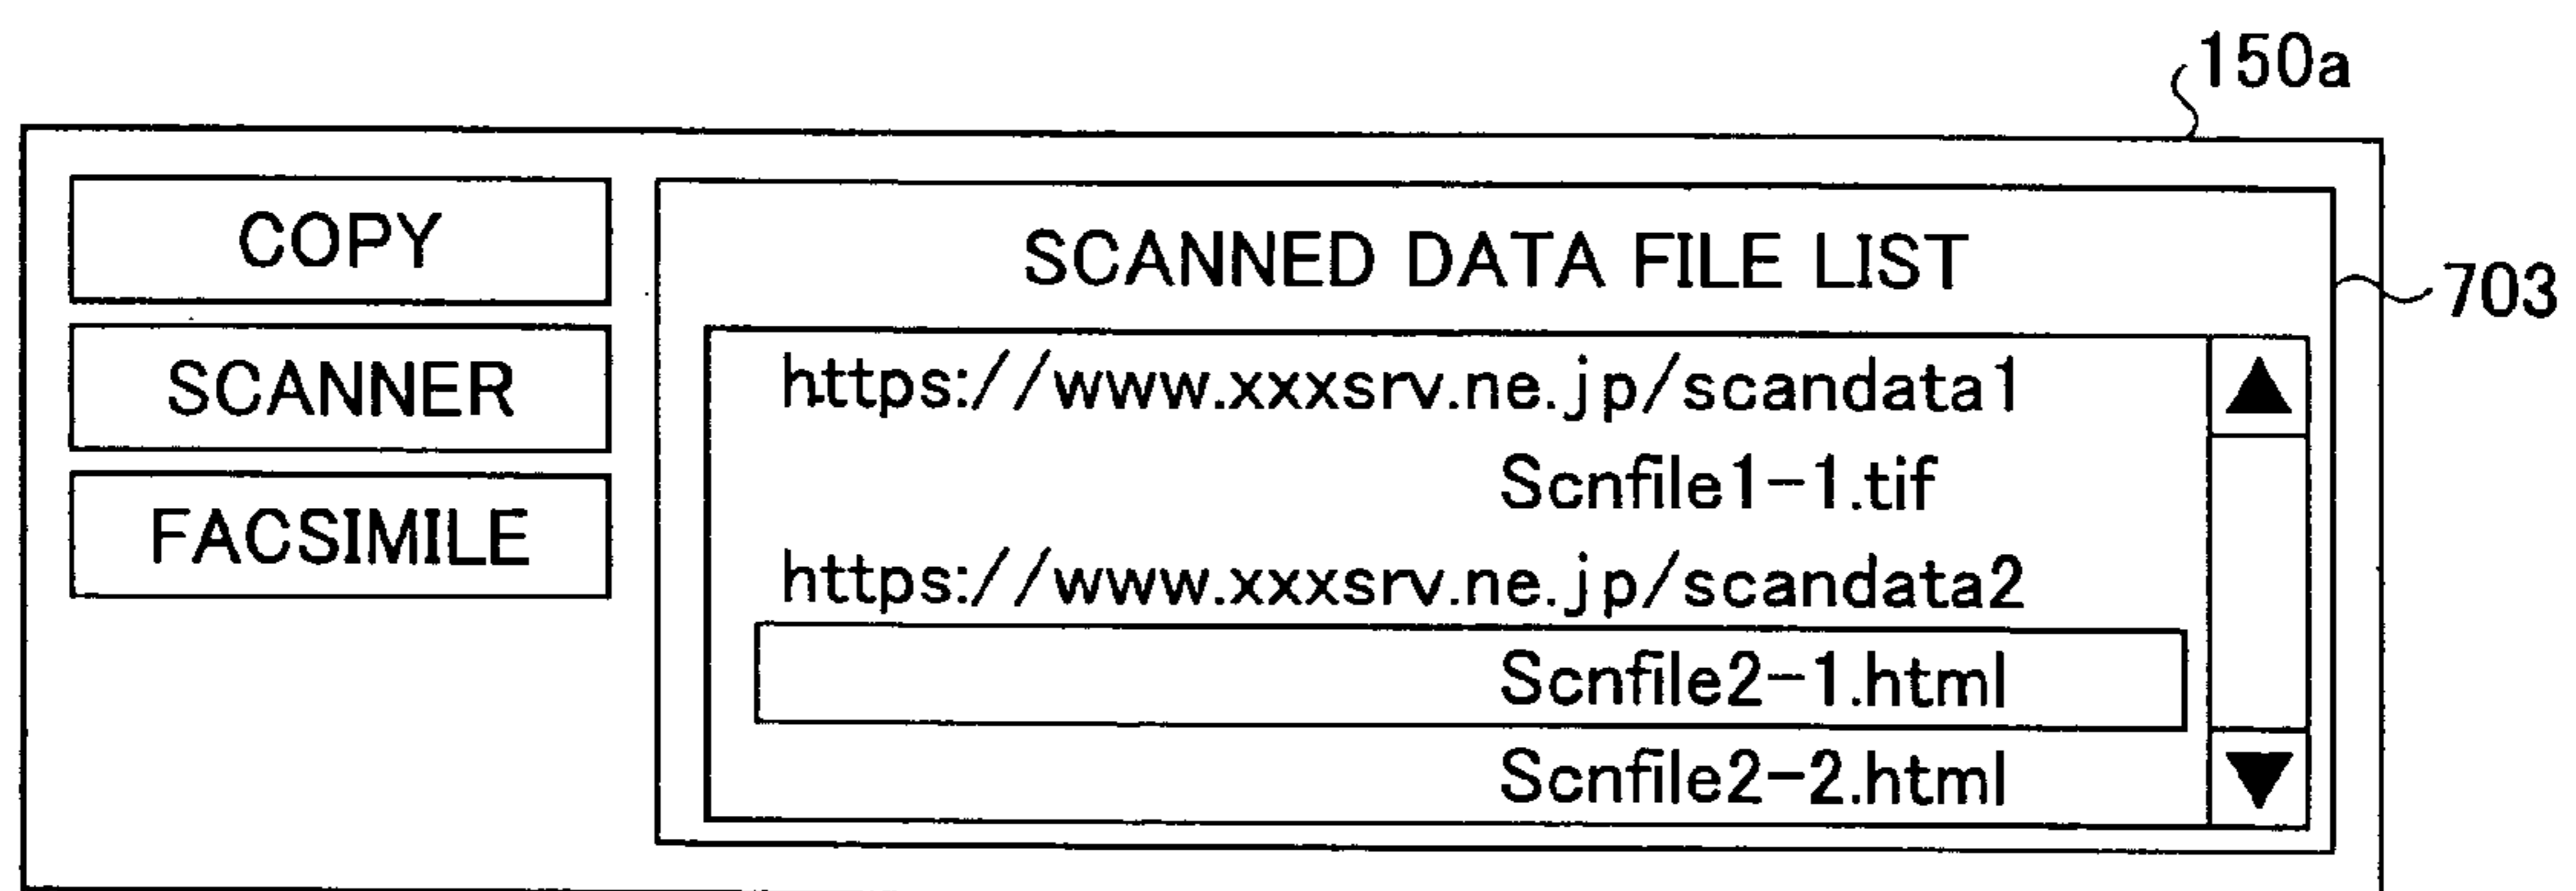 150a
COPY
SCANNER
FACSIMILE
SCANNED DATA FILE LIST
703
https://www.xxxsrv.ne.jp/scandata1
Scnfile1-1.tif
https://www.xxxsrv.ne.jp/scandata2
Scnfile2-1.html
Scnfile2-2.html